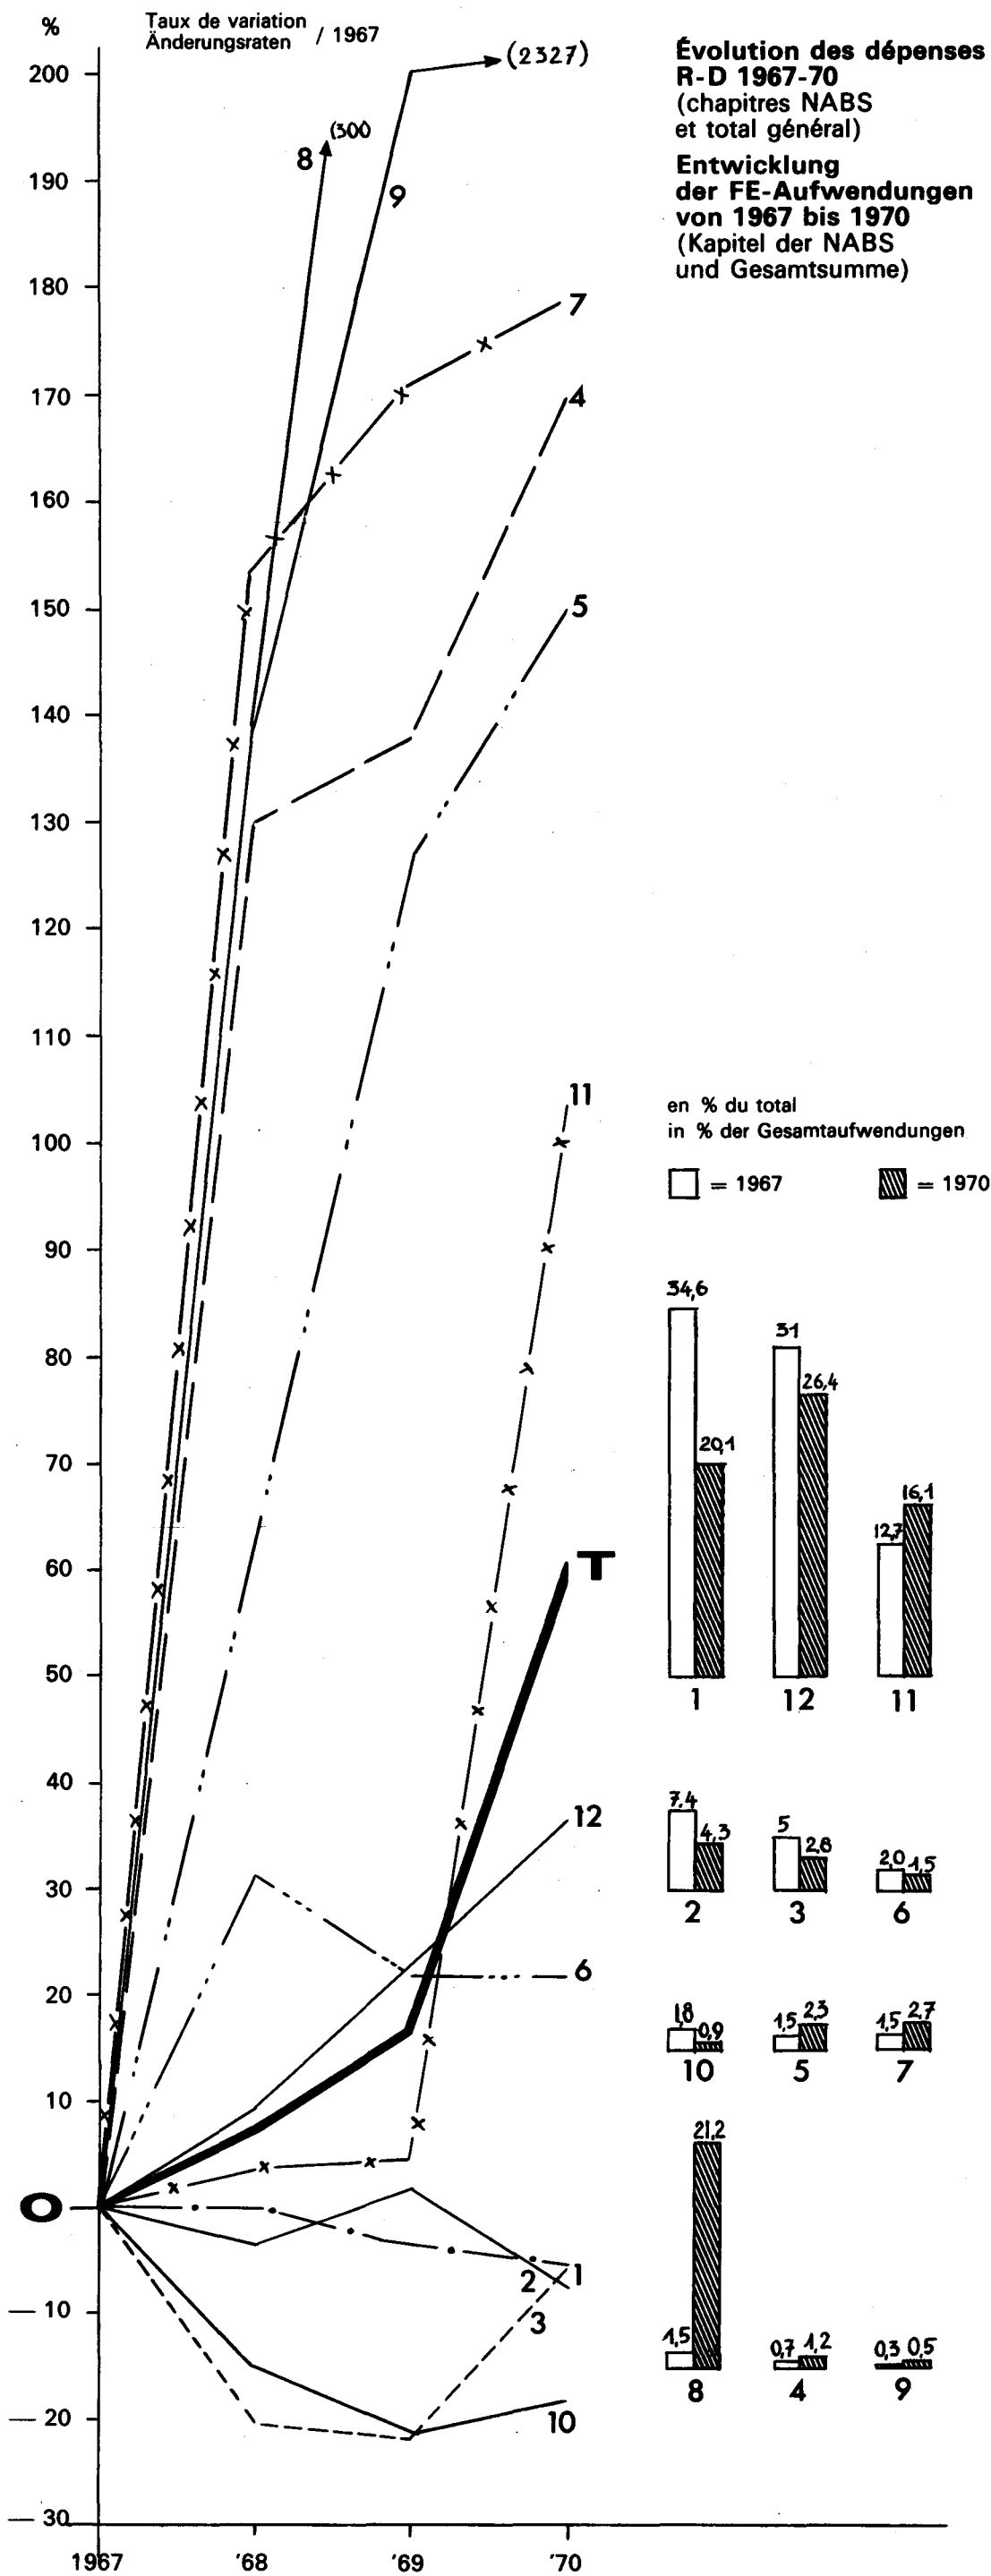 %
Taux de variation
Änderungsraten / 1967
Évolution des dépenses
R-D 1967-70
(chapitres NABS
et total général)
Entwicklung
der FE-Aufwendungen
von 1967 bis 1970
(Kapitel der NABS
und Gesamtsumme)
200
190
180
170
160
150
140
130
120
110
100
90
80
70
60
50
40
30
20
10
O
— 10
— 20
— 30
1967 '68 '69 '70
(2327)
8 (300)
9
7
4
5
11
T
12
6
1
2
3
10
en % du total
in % der Gesamtaufwendungen
= 1967 = 1970
34,6 20,1 31 26,4 12,7 16,1
1 12 11
7,4 4,3 5 2,8 2,0 1,5
2 3 6
1,8 0,9 1,5 2,3 1,5 2,7
10 5 7
1,5 21,2 0,7 1,2 0,3 0,5
8 4 9